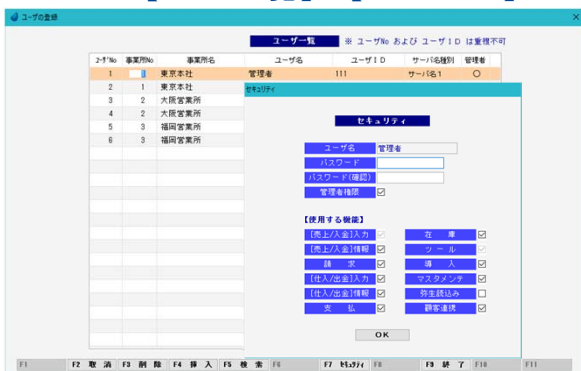 ユーザの登録
ユーザ一覧 ※ ユーザNo および ユーザID は重複不可
ユーザNo 事業所No 事業所名 ユーザ名 ユーザID サーバ名種別 管理者
1 東京本社 管理者 111 サーバ名1 ○
2 1 東京本社
3 2 大阪営業所
4 2 大阪営業所
5 3 福岡営業所
6 3 福岡営業所
セキュリティ
セキュリティ
ユーザ名 管理者
パスワード
パスワード(確認)
管理者権限
【使用する機能】
[売上/入金]入力 在 庫
[売上/入金]情報 ツール
請 求 導 入
[仕入/出金]入力 マスタメンテ
[仕入/出金]情報 弥生読込み
支 払 顧客連携
OK
F1 F2 取 消 F3 削 除 F4 挿 入 F5 検 索 F6 F7 セキュリティ F8 F9 終 了 F10 F11